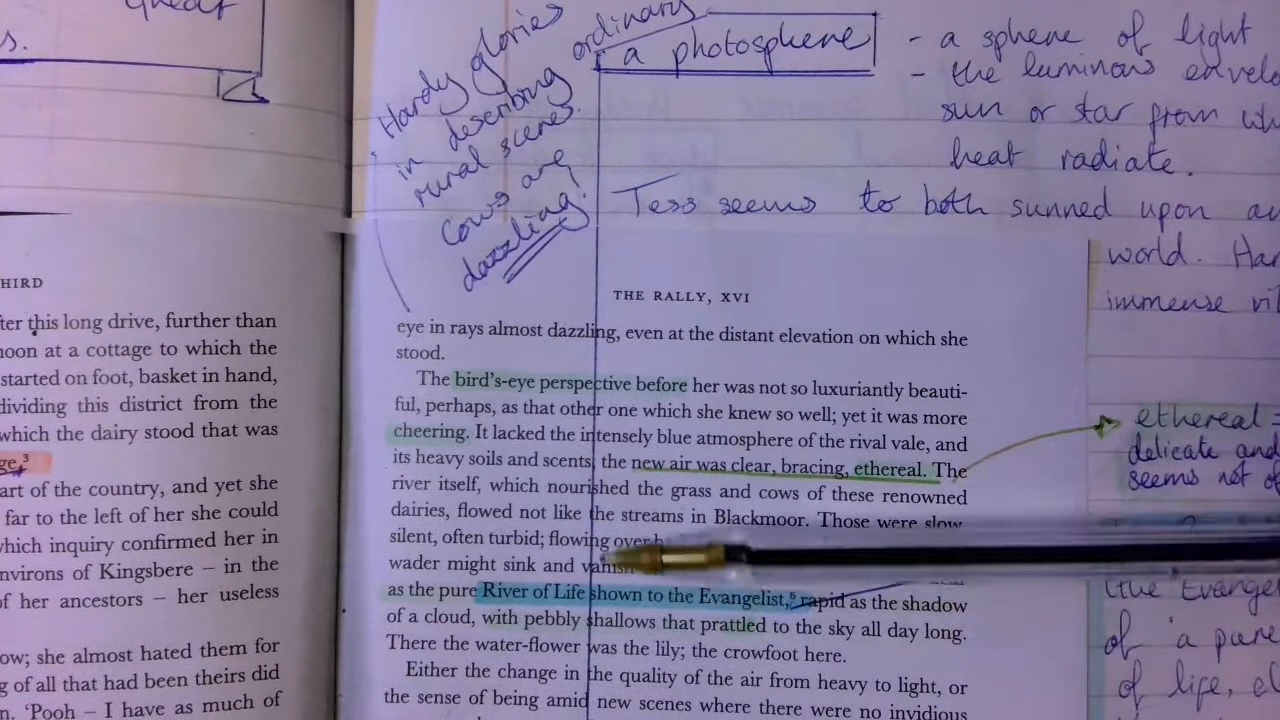 s.
Hardy glories
in describing ordinary
rural scenes.
Cows are
dazzling!
a photosphere
- a sphere of light
- the luminous
sun or star from
heat radiate.
Tess seems to both sunned upon
world.
immense
HIRD
ter this long drive, further than
noon at a cottage to which the
started on foot, basket in hand,
dividing this district from the
which the dairy stood that was
ge,³
art of the country, and yet she
far to the left of her she could
which inquiry confirmed her in
nvirons of Kingsbere – in the
of her ancestors – her useless
ow; she almost hated them for
g of all that had been theirs did
n. ‘Pooh – I have as much of
THE RALLY, XVI
eye in rays almost dazzling, even at the distant elevation on which she
stood.
The bird’s-eye perspective before her was not so luxuriantly beauti-
ful, perhaps, as that other one which she knew so well; yet it was more
cheering. It lacked the intensely blue atmosphere of the rival vale, and
its heavy soils and scents; the new air was clear, bracing, ethereal. The
river itself, which nourished the grass and cows of these renowned
dairies, flowed not like the streams in Blackmoor. Those were slow,
silent, often turbid; flowing over
wader might sink and vanish
as the pure River of Life shown to the Evangelist,⁵ rapid as the shadow
of a cloud, with pebbly shallows that prattled to the sky all day long.
There the water-flower was the lily; the crowfoot here.
Either the change in the quality of the air from heavy to light, or
the sense of being amid new scenes where there were no invidious
ethereal =
delicate and
seems not
of 'a pure
of life,